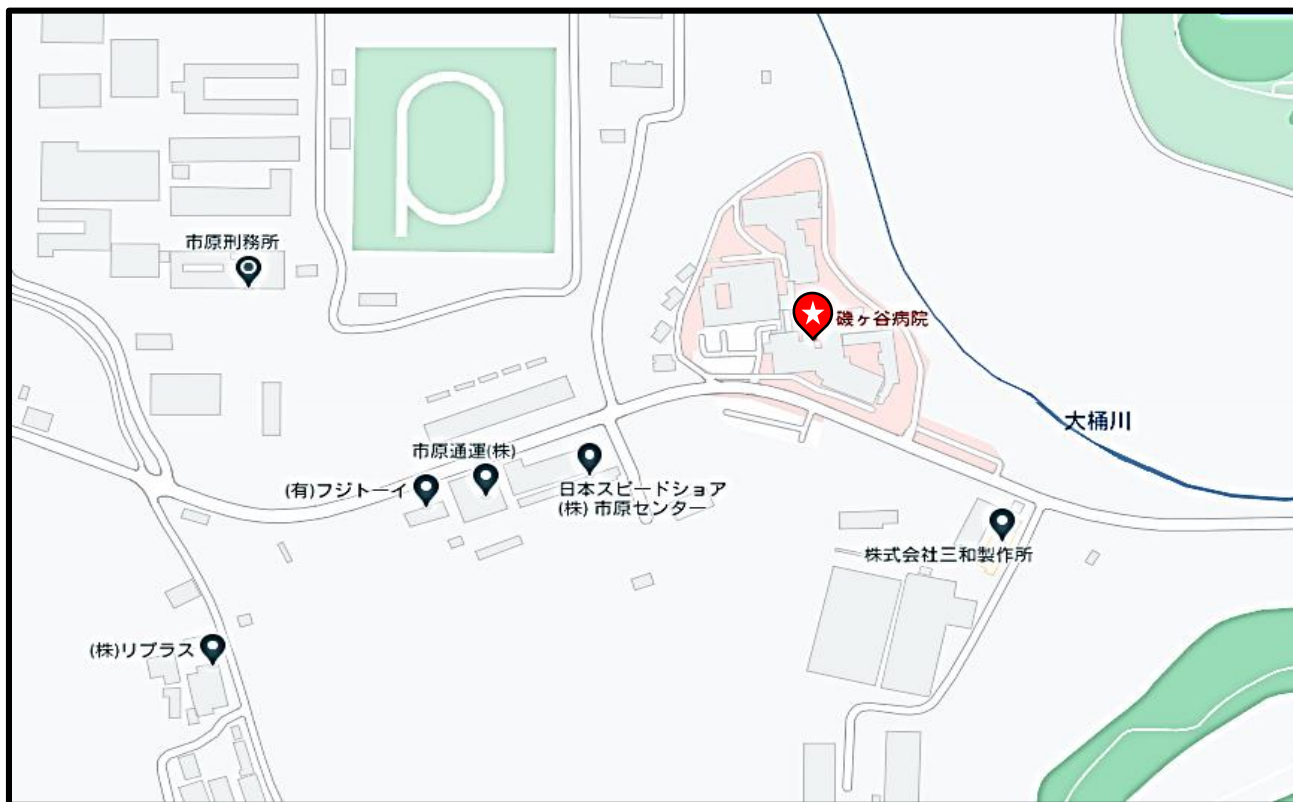 市原刑務所
磯ヶ谷病院
大桶川
市原通運(株)
(有)フジトーイ
日本スピードショア
(株) 市原センター
株式会社三和製作所
(株)リプラス